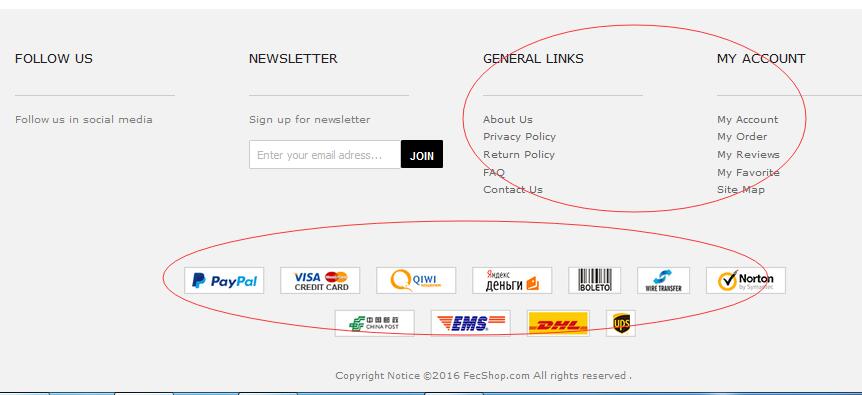 FOLLOW US
Follow us in social media
NEWSLETTER
Sign up for newsletter
Enter your email adress...
JOIN
GENERAL LINKS
About Us
Privacy Policy
Return Policy
FAQ
Contact Us
MY ACCOUNT
My Account
My Order
My Reviews
My Favorite
Site Map
PayPal
VISA MasterCard
CREDIT CARD
QIWI
Яндекс
деньги
BOLETO
WIRE TRANSFER
Norton
by Symantec
中国邮政
CHINA POST
EMS
DHL
ups
Copyright Notice ©2016 FecShop.com All rights reserved .